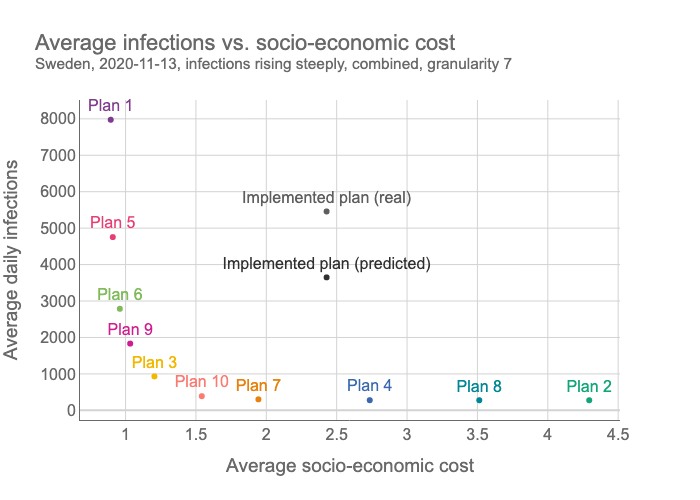 Average infections vs. socio-economic cost
Sweden, 2020-11-13, infections rising steeply, combined, granularity 7
Average daily infections
8000
7000
6000
5000
4000
3000
2000
1000
0
Plan 1
Implemented plan (real)
Plan 5
Implemented plan (predicted)
Plan 6
Plan 9
Plan 3
Plan 10
Plan 7
Plan 4
Plan 8
Plan 2
1
1.5
2
2.5
3
3.5
4
4.5
Average socio-economic cost